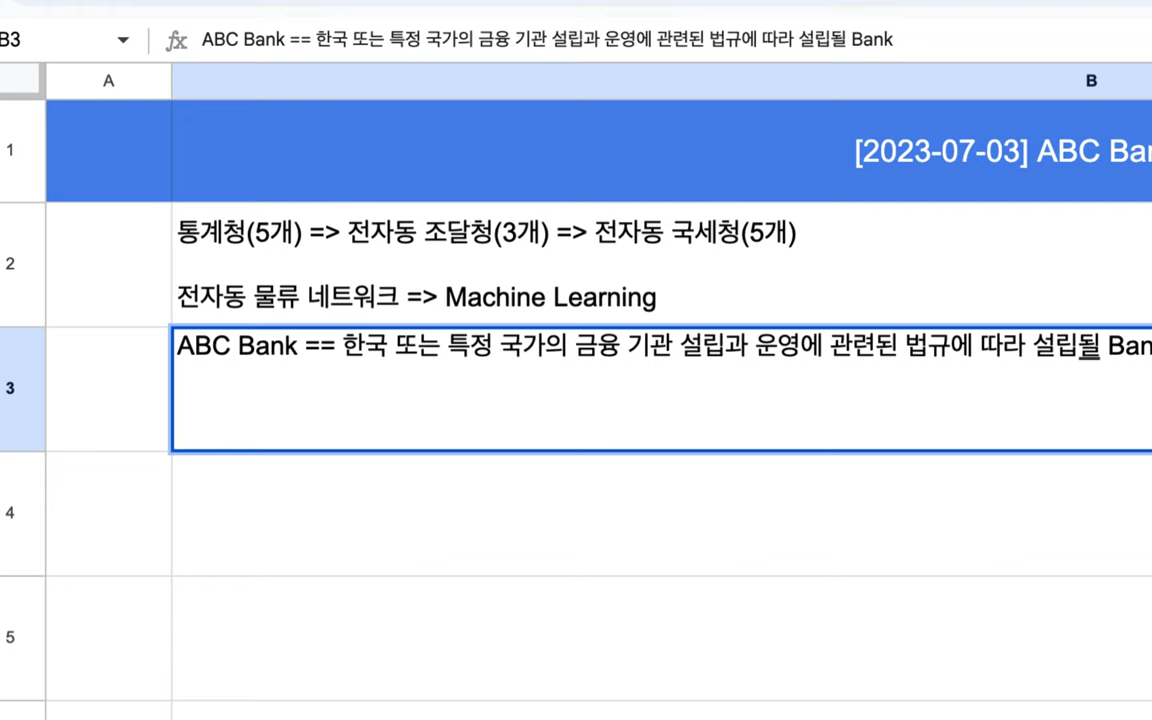 B3 fx ABC Bank == 한국 또는 특정 국가의 금융 기관 설립과 운영에 관련된 법규에 따라 설립될 Bank
A B
1 [2023-07-03] ABC Ban
2 통계청(5개) => 전자동 조달청(3개) => 전자동 국세청(5개)
전자동 물류 네트워크 => Machine Learning
3 ABC Bank == 한국 또는 특정 국가의 금융 기관 설립과 운영에 관련된 법규에 따라 설립될 Ban
4
5